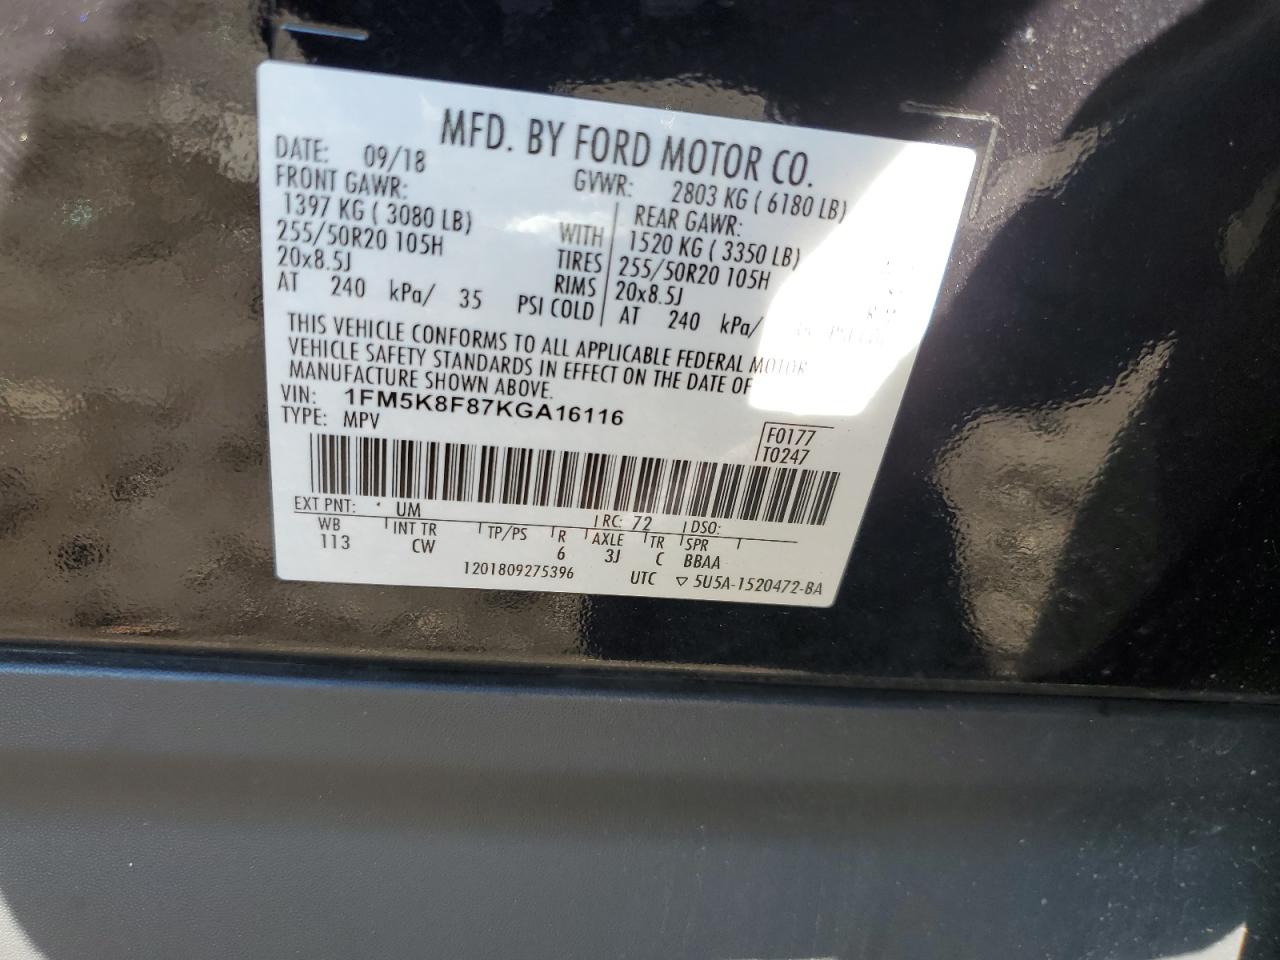 MFD. BY FORD MOTOR CO.
DATE: 09/18 GVWR: 2803 KG ( 6180 LB)
FRONT GAWR: REAR GAWR:
1397 KG ( 3080 LB) WITH 1520 KG ( 3350 LB)
255/50R20 105H TIRES 255/50R20 105H
20x8.5J RIMS 20x8.5J
AT 240 kPa/ 35 PSI COLD AT 240 kPa/
THIS VEHICLE CONFORMS TO ALL APPLICABLE FEDERAL MOTOR
VEHICLE SAFETY STANDARDS IN EFFECT ON THE DATE OF
MANUFACTURE SHOWN ABOVE.
VIN: 1FM5K8F87KGA16116
TYPE: MPV
F0177
T0247
EXT PNT: UM RC: 72 DSO:
WB INT TR TP/PS R AXLE TR SPR
113 CW 6 3J C BBAA
1201809275396 UTC ▽ 5U5A-1520472-BA